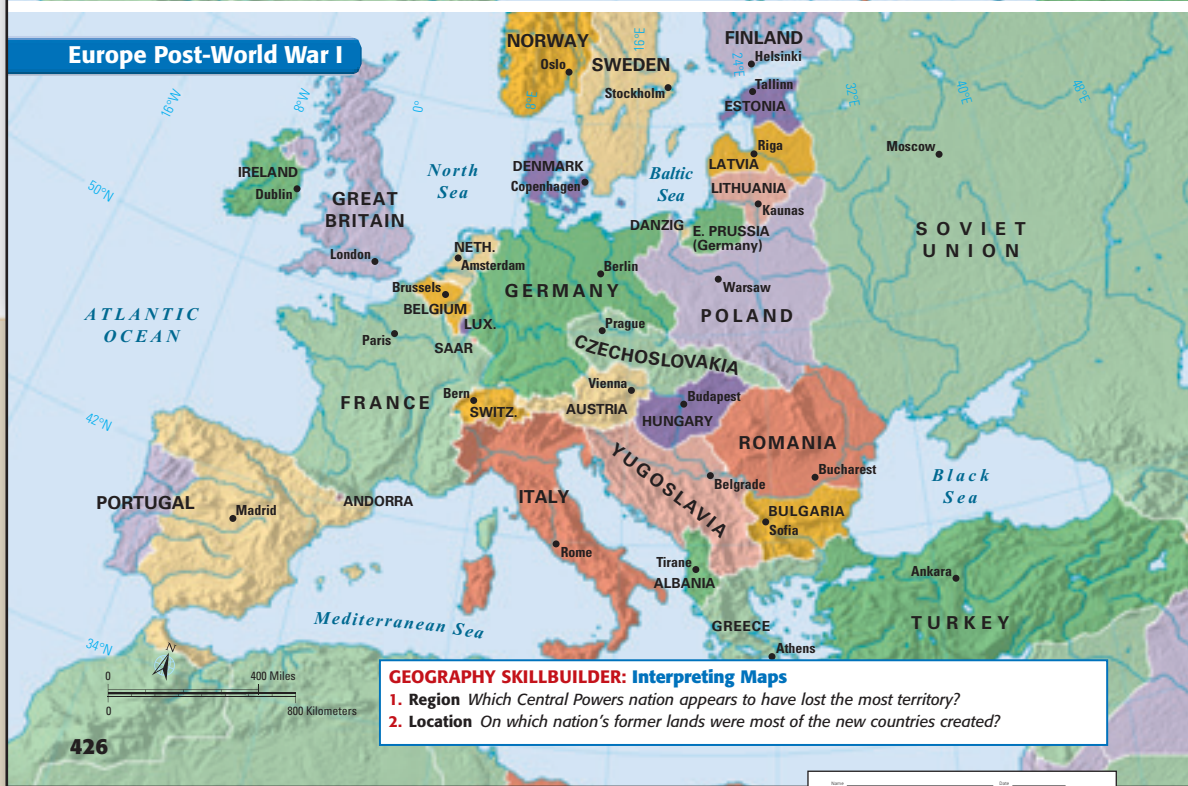 Europe Post-World War I
NORWAY
Oslo
SWEDEN
Stockholm
16°E
FINLAND
Helsinki
24°E
Tallinn
ESTONIA
32°E
40°E
48°E
16°W
8°W
0°
8°E
50°N
42°N
34°N
Riga
LATVIA
Moscow
LITHUANIA
Kaunas
IRELAND
Dublin
GREAT
BRITAIN
London
North
Sea
DENMARK
Copenhagen
Baltic
Sea
DANZIG
E. PRUSSIA
(Germany)
SOVIET
UNION
NETH.
Amsterdam
Brussels
BELGIUM
LUX.
SAAR
Berlin
GERMANY
Warsaw
POLAND
ATLANTIC
OCEAN
Paris
Prague
CZECHOSLOVAKIA
FRANCE
Bern
SWITZ.
Vienna
AUSTRIA
Budapest
HUNGARY
ROMANIA
Bucharest
YUGOSLAVIA
Belgrade
Black
Sea
PORTUGAL
Madrid
ANDORRA
ITALY
Rome
BULGARIA
Sofia
Tirane
ALBANIA
Ankara
TURKEY
GREECE
Athens
Mediterranean Sea
N
0 400 Miles
0 800 Kilometers
GEOGRAPHY SKILLBUILDER: Interpreting Maps
1. Region Which Central Powers nation appears to have lost the most territory?
2. Location On which nation's former lands were most of the new countries created?
426
Name Date